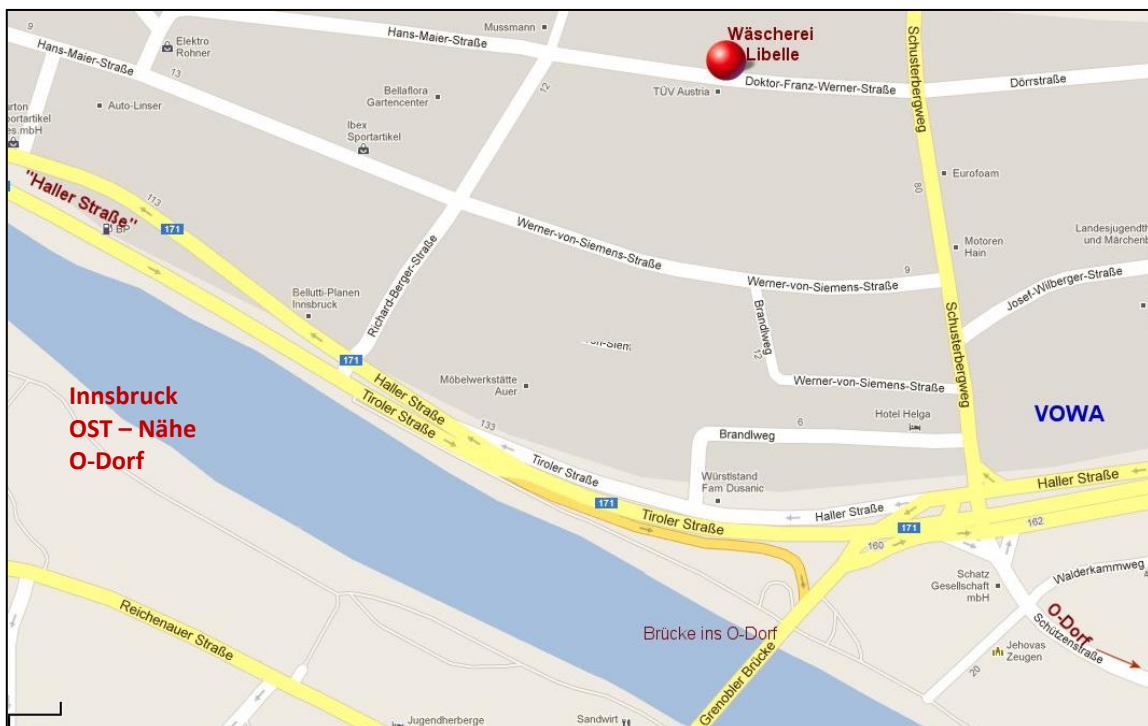 Mussmann
9
Hans-Maier-Straße
Elektro
Rohner
Hans-Maier-Straße
Wäscherei
Libelle
Schusterbergweg
13
12
TÜV Austria
Doktor-Franz-Werner-Straße
Dörrstraße
Auto-Linser
Bellaflora
Gartencenter
Ibex
Sportartikel
Eurofoam
80
"Haller Straße"
113
171
BP
Werner-von-Siemens-Straße
Motoren
Hain
Landesjugendth
und Märchenb
9
Werner-von-Siemens-Straße
Josef-Wilberger-Straße
Bellutti-Planen
Innsbruck
Richard-Berger-Straße
Brandlweg
12
Schusterbergweg
171
Möbelwerkstätte
Auer
Werner-von-Siemens-Straße
Innsbruck
OST – Nähe
O-Dorf
Haller Straße
Tiroler Straße
133
Hotel Helga
VOWA
Brandlweg
6
Tiroler Straße
Würstlstand
Fam Dusanic
Haller Straße
171
Tiroler Straße
Haller Straße
171
162
160
Schatz
Gesellschaft
mbH
Walderkammweg
4
Reichenauer Straße
Brücke ins O-Dorf
Grenobler Brücke
O-Dorf
Schützenstraße
Jehovas
Zeugen
20
Jugendherberge
Sandwirt